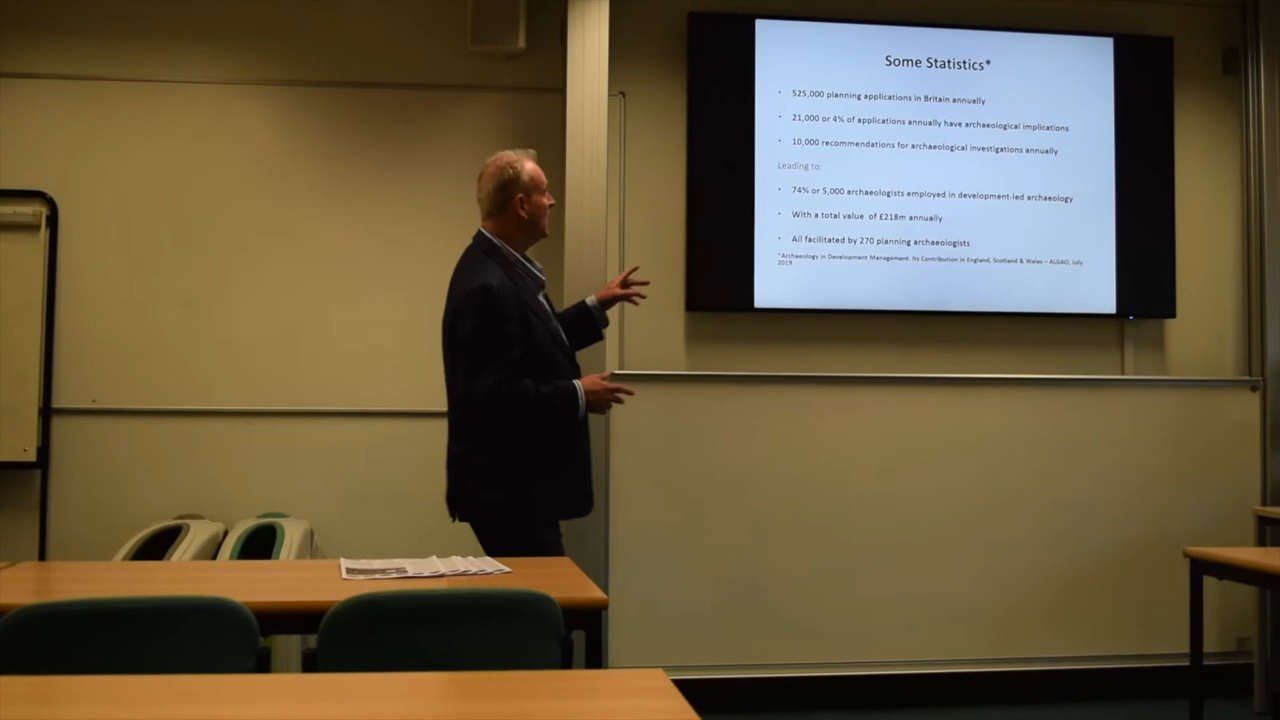 Some Statistics*
• 525,000 planning applications in Britain annually
• 21,000 or 4% of applications annually have archaeological implications
• 10,000 recommendations for archaeological investigations annually
Leading to:
• 74% or 5,000 archaeologists employed in development-led archaeology
• With a total value of £218m annually
• All facilitated by 270 planning archaeologists
*Archaeology in Development Management. Its Contribution in England, Scotland & Wales – ALGAO, July
2019